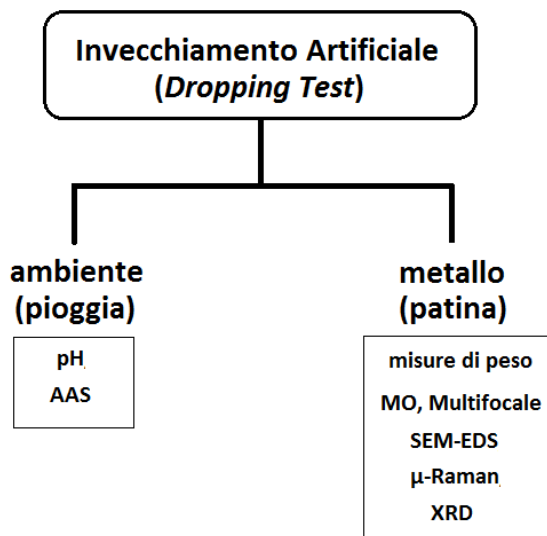 Invecchiamento Artificiale
(Dropping Test)
ambiente
(pioggia)
pH,
AAS
metallo
(patina)
misure di peso
MO, Multifocale
SEM-EDS
μ-Raman,
XRD